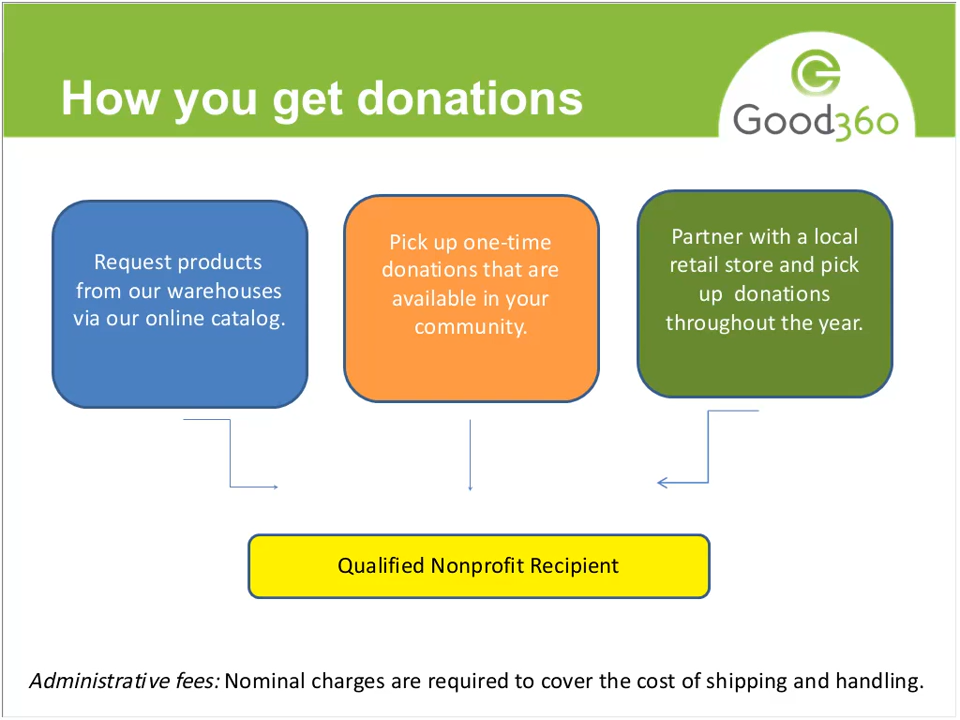 How you get donations
Good360
Request products
from our warehouses
via our online catalog.
Pick up one-time
donations that are
available in your
community.
Partner with a local
retail store and pick
up donations
throughout the year.
Qualified Nonprofit Recipient
Administrative fees: Nominal charges are required to cover the cost of shipping and handling.